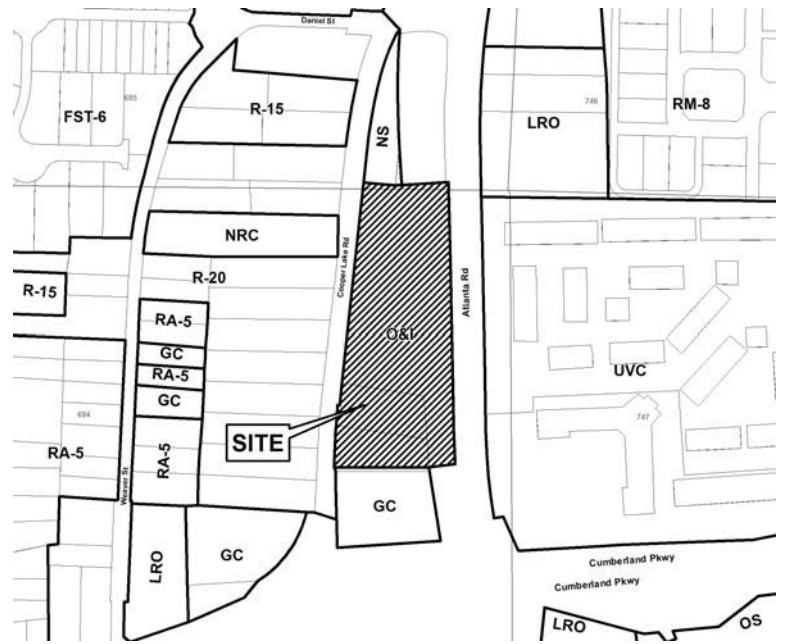 Daniel St
FST-6
695
R-15
NS
LRO
746
RM-8
NRC
Cooper Lake Rd
R-20
R-15
RA-5
GC
RA-5
GC
O&I
Atlanta Rd
UVC
694
RA-5
RA-5
SITE
747
Weaver St
GC
LRO
GC
Cumberland Pkwy
Cumberland Pkwy
LRO
OS